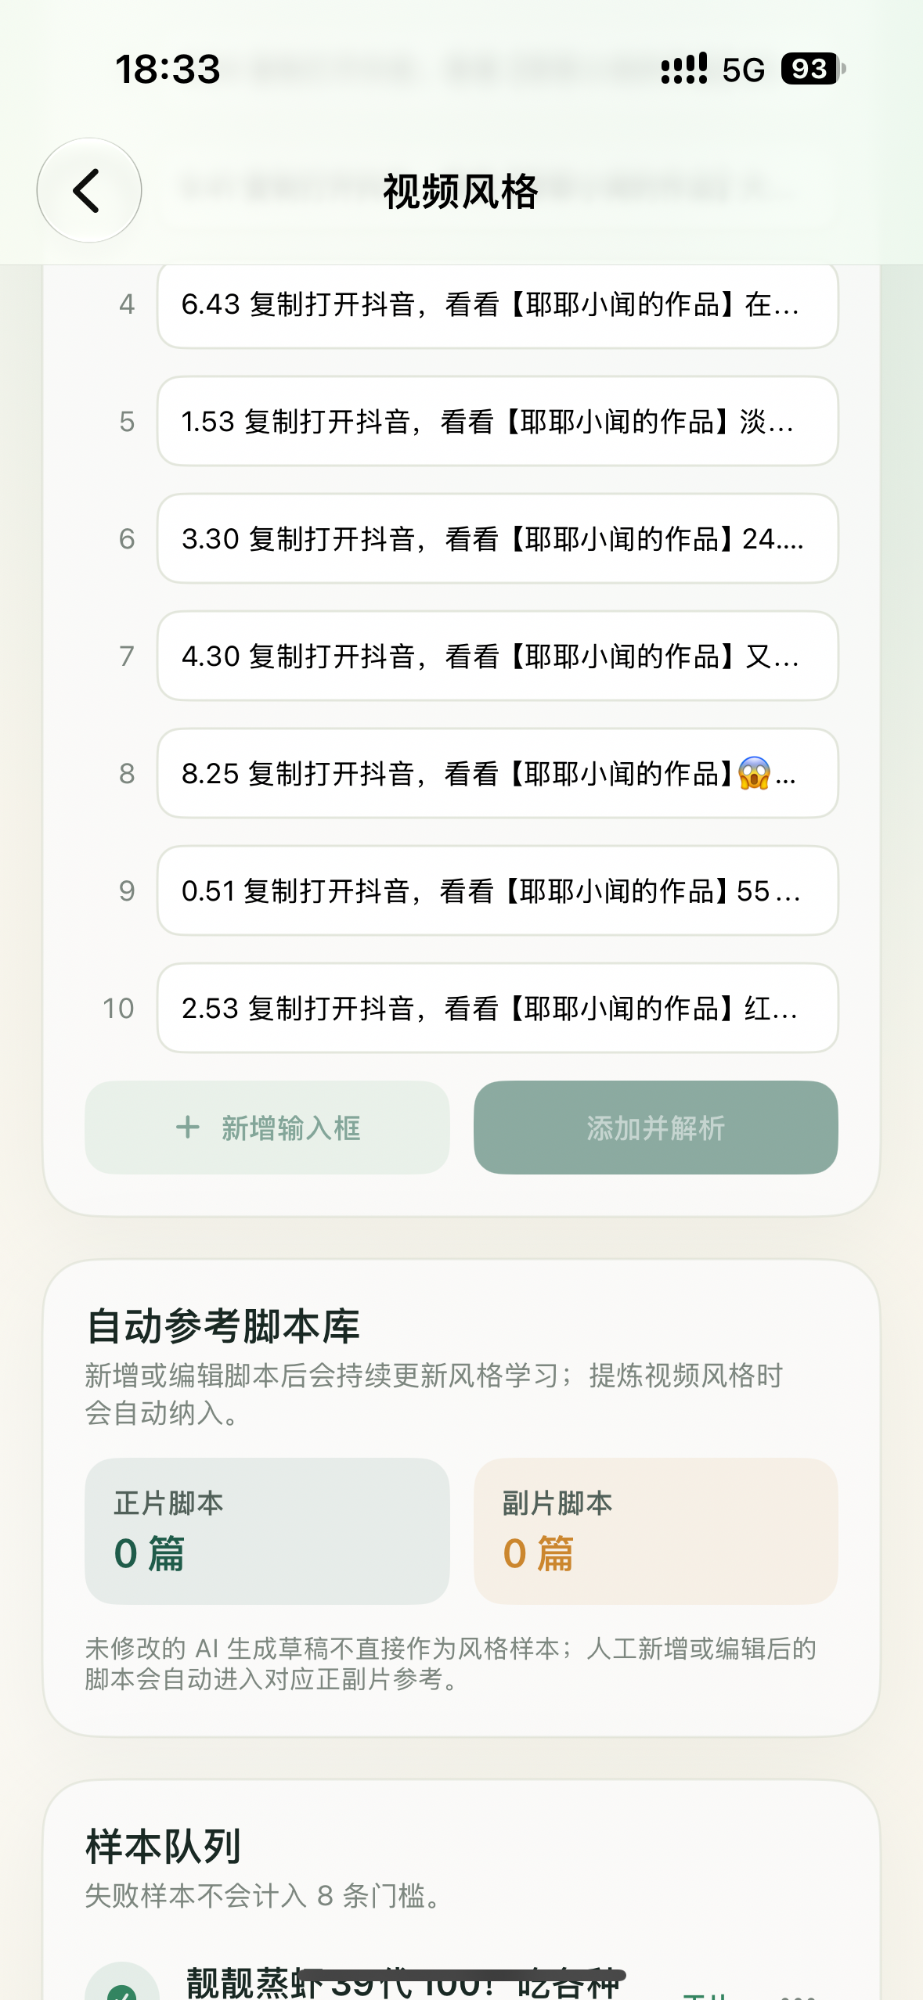 18:33
5G
93
视频风格
4
6.43 复制打开抖音，看看【耶耶小闻的作品】在...
5
1.53 复制打开抖音，看看【耶耶小闻的作品】淡...
6
3.30 复制打开抖音，看看【耶耶小闻的作品】24....
7
4.30 复制打开抖音，看看【耶耶小闻的作品】又...
8
8.25 复制打开抖音，看看【耶耶小闻的作品】😱...
9
0.51 复制打开抖音，看看【耶耶小闻的作品】55...
10
2.53 复制打开抖音，看看【耶耶小闻的作品】红...
+ 新增输入框
添加并解析
自动参考脚本库
新增或编辑脚本后会持续更新风格学习；提炼视频风格时
会自动纳入。
正片脚本
0 篇
副片脚本
0 篇
未修改的 AI 生成草稿不直接作为风格样本；人工新增或编辑后的
脚本会自动进入对应正副片参考。
样本队列
失败样本不会计入 8 条门槛。
靓靓蒸虾 39代 100！吃各种